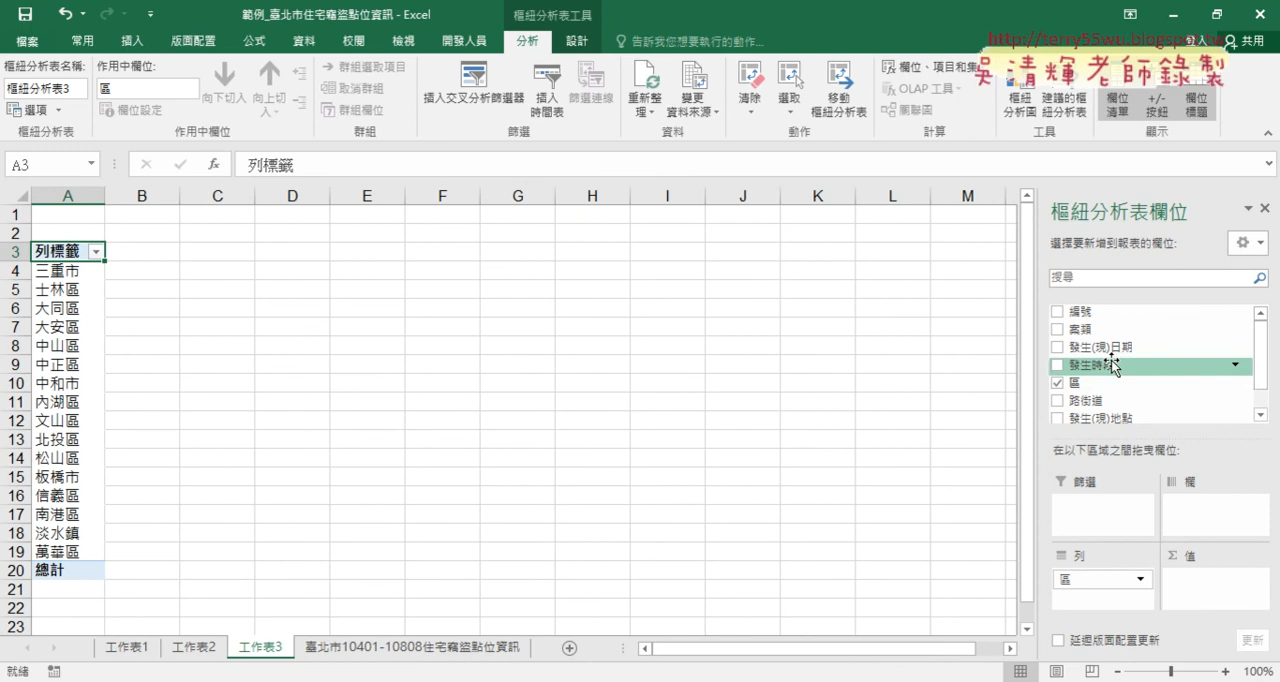 範例_臺北市住宅竊盜點位資訊 - Excel
樞紐分析表工具
檔案 常用 插入 版面配置 公式 資料 校閱 檢視 開發人員 分析 設計 告訴我您想要執行的動作... 共用
http://terry55wu.blogspot.tw
吳清輝老師錄製
樞紐分析表名稱:
樞紐分析表3
選項
樞紐分析表
作用中欄位:
區
欄位設定
向下切入
向上切入
作用中欄位
群組選取項目
取消群組
群組欄位
群組
插入交叉分析篩選器
插入時間表
篩選連線
篩選
重新整理
變更資料來源
資料
清除
選取
移動樞紐分析表
動作
欄位、項目和集
OLAP 工具
關聯圖
計算
樞紐分析圖
建議的樞紐分析表
工具
欄位清單
+/- 按鈕
欄位標題
顯示
A3
fx
列標籤
A B C D E F G H I J K L M
1
2
3 列標籤
4 三重市
5 士林區
6 大同區
7 大安區
8 中山區
9 中正區
10 中和市
11 內湖區
12 文山區
13 北投區
14 松山區
15 板橋市
16 信義區
17 南港區
18 淡水鎮
19 萬華區
20 總計
21
22
23
樞紐分析表欄位
選擇要新增到報表的欄位:
搜尋
編號
案類
發生(現)日期
發生時段
區
路街道
發生(現)地點
在以下區域之間拖曳欄位:
篩選
欄
列
Σ 值
區
延遲版面配置更新
更新
工作表1 工作表2 工作表3 臺北市10401-10808住宅竊盜點位資訊
就緒
100%